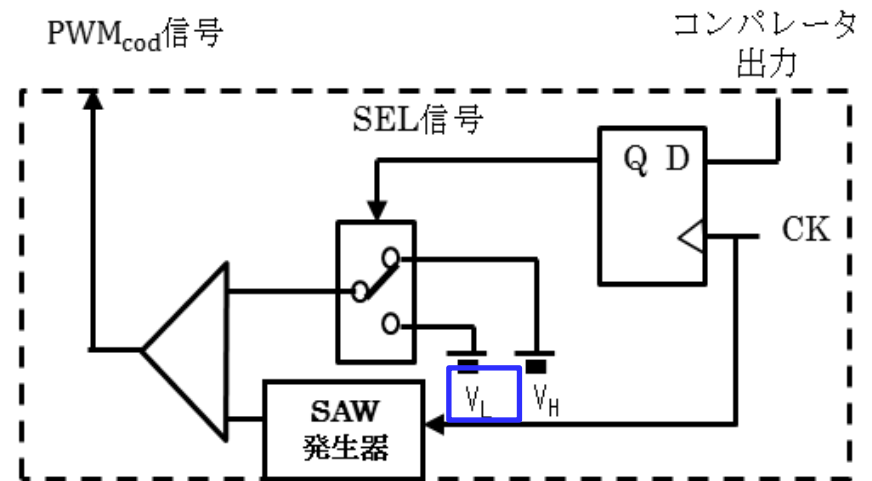 PWMcod信号
コンパレータ
出力
SEL信号
Q D
CK
VL
VH
SAW
発生器